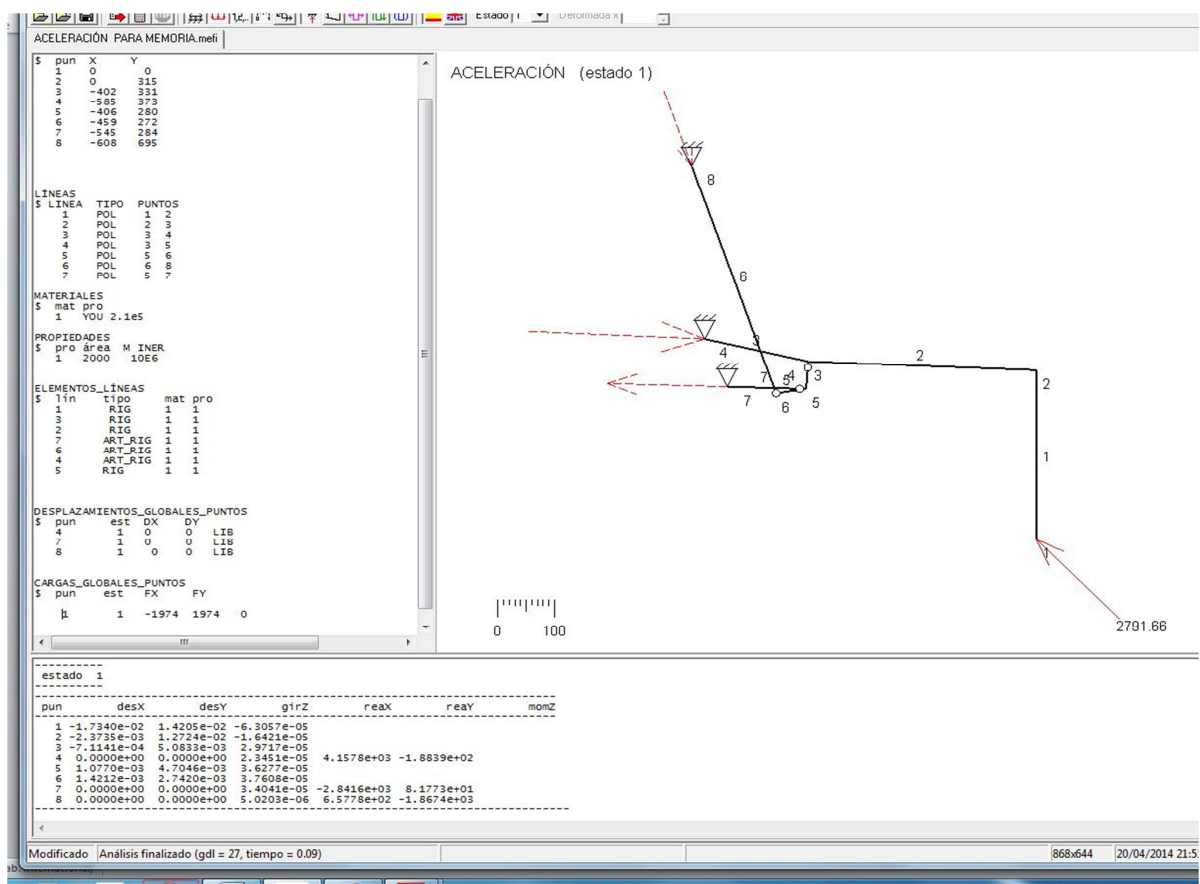 Estado 1 Deformada x
ACELERACIÓN PARA MEMORIA.mefi
$ pun X Y
1 0 0
2 0 315
3 -402 331
4 -585 373
5 -406 280
6 -459 272
7 -545 284
8 -608 695
LÍNEAS
$ LINEA TIPO PUNTOS
1 POL 1 2
2 POL 2 3
3 POL 3 4
4 POL 3 5
5 POL 5 6
6 POL 6 8
7 POL 5 7
MATERIALES
$ mat pro
1 YOU 2.1e5
PROPIEDADES
$ pro área M INER
1 2000 10E6
ELEMENTOS_LÍNEAS
$ lin tipo mat pro
1 RIG 1 1
3 RIG 1 1
2 RIG 1 1
7 ART_RIG 1 1
6 ART_RIG 1 1
4 ART_RIG 1 1
5 RIG 1 1
DESPLAZAMIENTOS_GLOBALES_PUNTOS
$ pun est DX DY
4 1 0 0 LIB
7 1 0 0 LIB
8 1 0 0 LIB
CARGAS_GLOBALES_PUNTOS
$ pun est FX FY
1 1 -1974 1974 0
ACELERACIÓN (estado 1)
8
6
3
2
4
7 5 4 3
2
7 6 5
1
1
0 100
2791.66
estado 1
pun desX desY girZ reaX reaY momZ
1 -1.7340e-02 1.4205e-02 -6.3057e-05
2 -2.3735e-03 1.2724e-02 -1.6421e-05
3 -7.1141e-04 5.0833e-03 2.9717e-05
4 0.0000e+00 0.0000e+00 2.3451e-05 4.1578e+03 -1.8839e+02
5 1.0770e-03 4.7046e-03 3.6277e-05
6 1.4212e-03 2.7420e-03 3.7608e-05
7 0.0000e+00 0.0000e+00 3.4041e-05 -2.8416e+03 8.1773e+01
8 0.0000e+00 0.0000e+00 5.0203e-06 6.5778e+02 -1.8674e+03
Modificado Análisis finalizado (gdl = 27, tiempo = 0.09) 868x644 20/04/2014 21:5